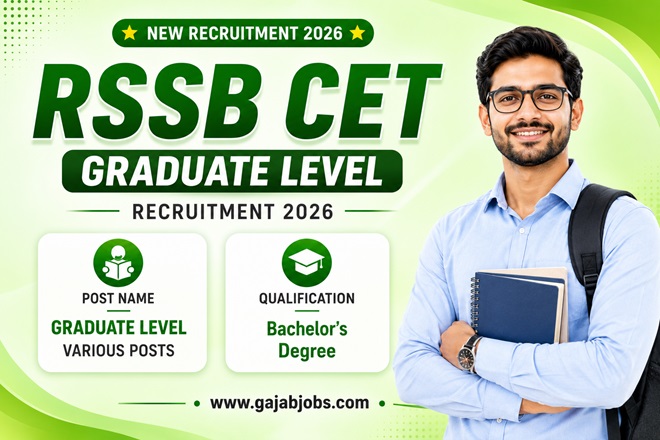 NEW RECRUITMENT 2026
RSSB CET
GRADUATE LEVEL
RECRUITMENT 2026
POST NAME
GRADUATE LEVEL
VARIOUS POSTS
QUALIFICATION
Bachelor's
Degree
www.gajabjobs.com